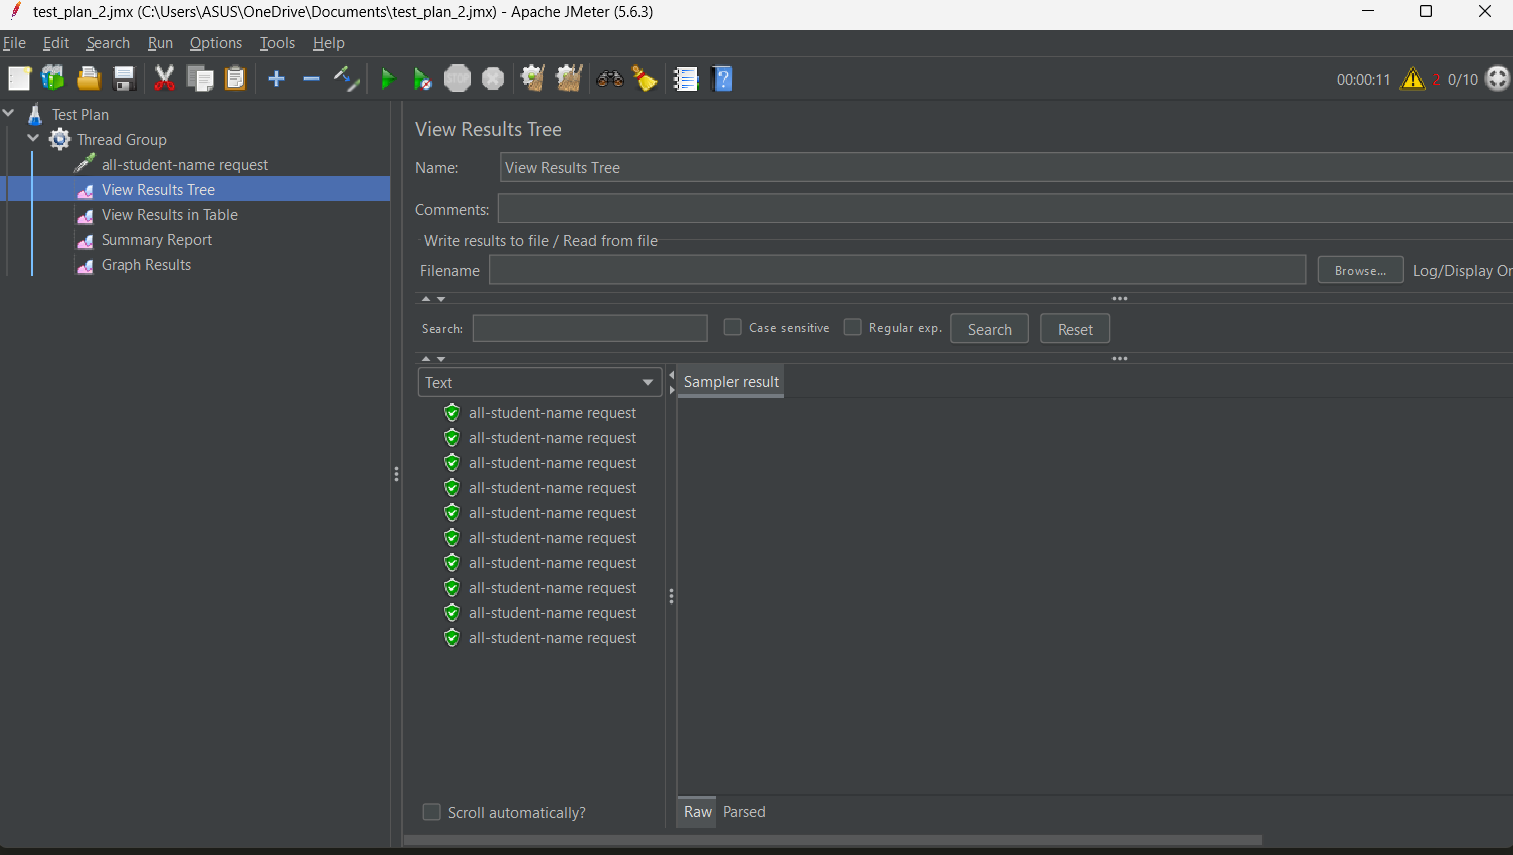 test_plan_2.jmx (C:\Users\ASUS\OneDrive\Documents\test_plan_2.jmx) - Apache JMeter (5.6.3)
File Edit Search Run Options Tools Help
STOP
00:00:11 2 0/10
Test Plan
Thread Group
all-student-name request
View Results Tree
View Results in Table
Summary Report
Graph Results
View Results Tree
Name: View Results Tree
Comments:
Write results to file / Read from file
Filename Browse... Log/Display On
Search: Case sensitive Regular exp. Search Reset
Text
Sampler result
all-student-name request
all-student-name request
all-student-name request
all-student-name request
all-student-name request
all-student-name request
all-student-name request
all-student-name request
all-student-name request
all-student-name request
Scroll automatically?
Raw Parsed